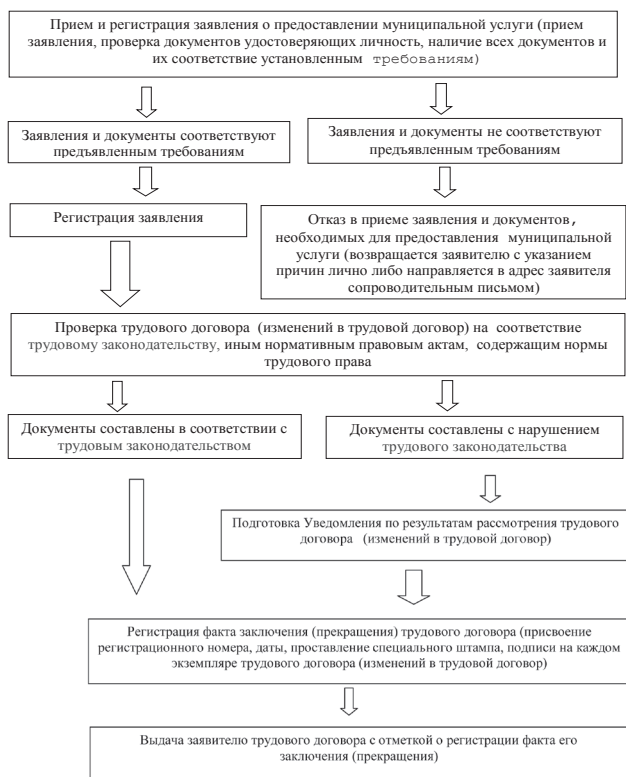 Прием и регистрация заявления о предоставлении муниципальной услуги (прием
заявления, проверка документов удостоверяющих личность, наличие всех документов и
их соответствие установленным требованиям)
Заявления и документы соответствуют
предъявленным требованиям
Заявления и документы не соответствуют
предъявленным требованиям
Регистрация заявления
Отказ в приеме заявления и документов,
необходимых для предоставления муниципальной
услуги (возвращается заявителю с указанием
причин лично либо направляется в адрес заявителя
сопроводительным письмом)
Проверка трудового договора (изменений в трудовой договор) на соответствие
трудовому законодательству, иным нормативным правовым актам, содержащим нормы
трудового права
Документы составлены в соответствии с
трудовым законодательством
Документы составлены с нарушением
трудового законодательства
Подготовка Уведомления по результатам рассмотрения трудового
договора (изменений в трудовой договор)
Регистрация факта заключения (прекращения) трудового договора (присвоение
регистрационного номера, даты, проставление специального штампа, подписи на каждом
экземпляре трудового договора (изменений в трудовой договор)
Выдача заявителю трудового договора с отметкой о регистрации факта его
заключения (прекращения)